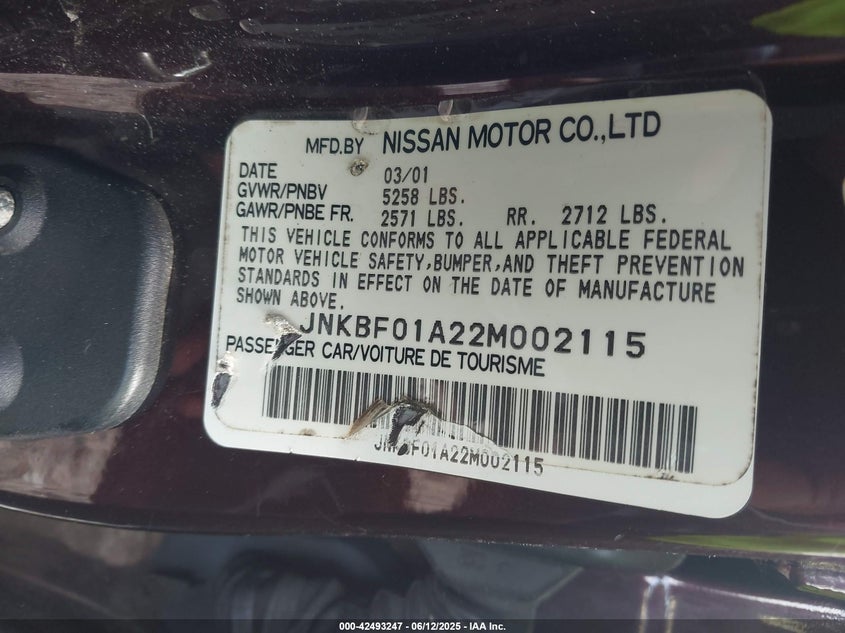 MFD.BY NISSAN MOTOR CO.,LTD
DATE 03/01
GVWR/PNBV 5258 LBS.
GAWR/PNBE FR. 2571 LBS. RR. 2712 LBS.
THIS VEHICLE CONFORMS TO ALL APPLICABLE FEDERAL
MOTOR VEHICLE SAFETY,BUMPER,AND THEFT PREVENTION
STANDARDS IN EFFECT ON THE DATE OF MANUFACTURE
SHOWN ABOVE.
JNKBF01A22M002115
PASSENGER CAR/VOITURE DE TOURISME
JNKBF01A22M002115
000-42493247 - 06/12/2025 - IAA Inc.